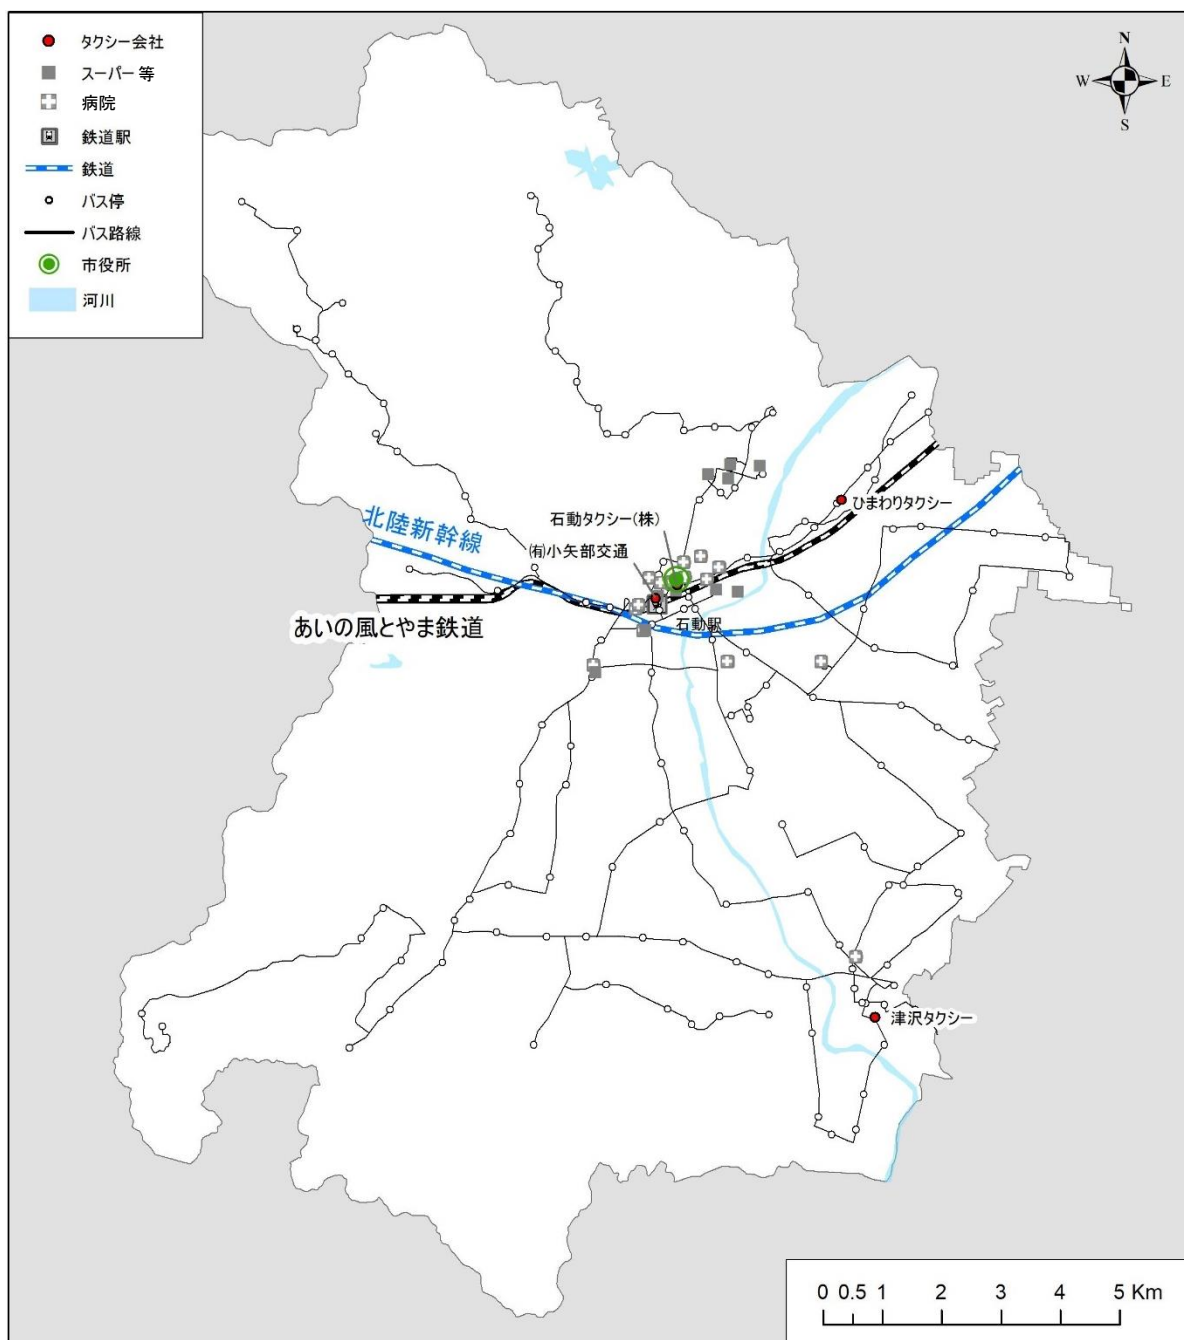 タクシー会社
スーパー 等
病院
鉄道駅
鉄道
バス停
バス路線
市役所
河川
N
W
E
S
ひまわりタクシー
石動タクシー(株)
(有)小矢部交通
北陸新幹線
石動駅
あいの風とやま鉄道
津沢タクシー
0 0.5 1 2 3 4 5 Km